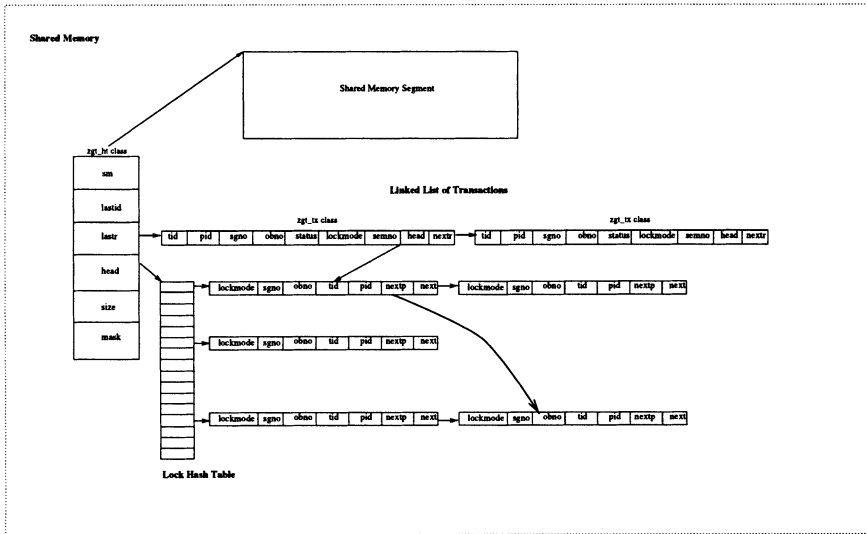 Shared Memory
Shared Memory Segment
zgt_ht class
sm
lastid
lastr
head
size
mask
Linked List of Transactions
zgt_tx class
zgt_tx class
tid pid sgno obno status lockmode semno head nextr
tid pid sgno obno status lockmode semno head nextr
lockmode sgno obno tid pid nextp next
lockmode sgno obno tid pid nextp next
lockmode sgno obno tid pid nextp next
lockmode sgno obno tid pid nextp next
lockmode sgno obno tid pid nextp next
Lock Hash Table